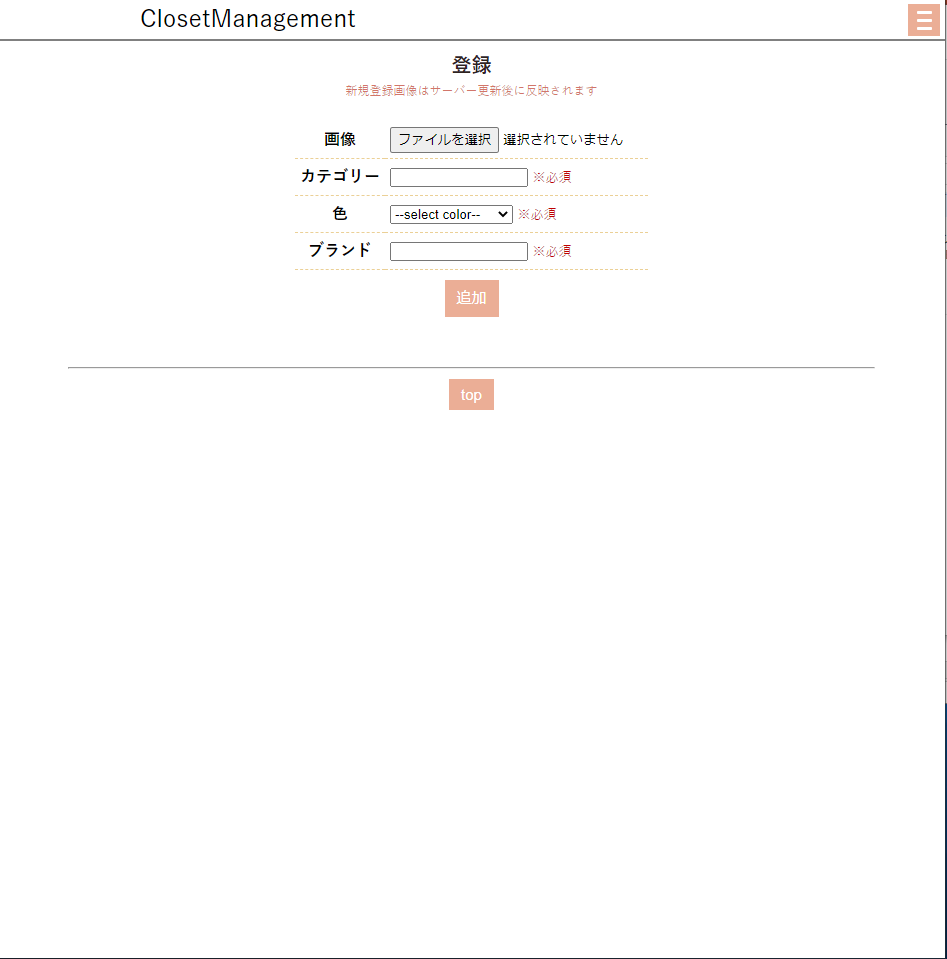 ClosetManagement
登録
新規登録画像はサーバー更新後に反映されます
画像 ファイルを選択 選択されていません
カテゴリー ※必須
色 --select color-- ※必須
ブランド ※必須
追加
top